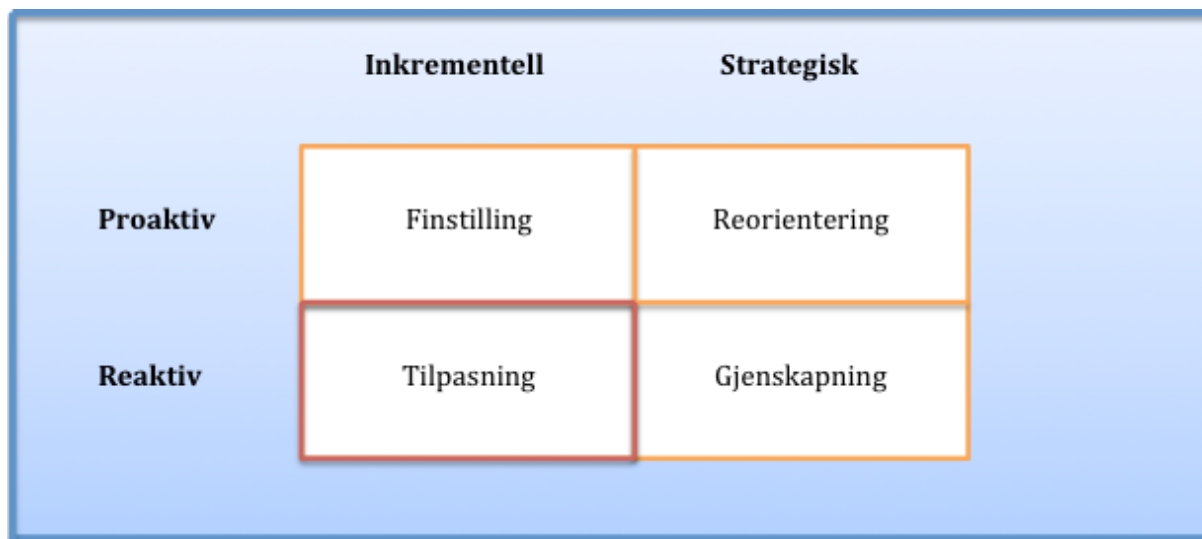 Inkrementell Strategisk
Proaktiv Finstilling Reorientering
Reaktiv Tilpasning Gjenskapning